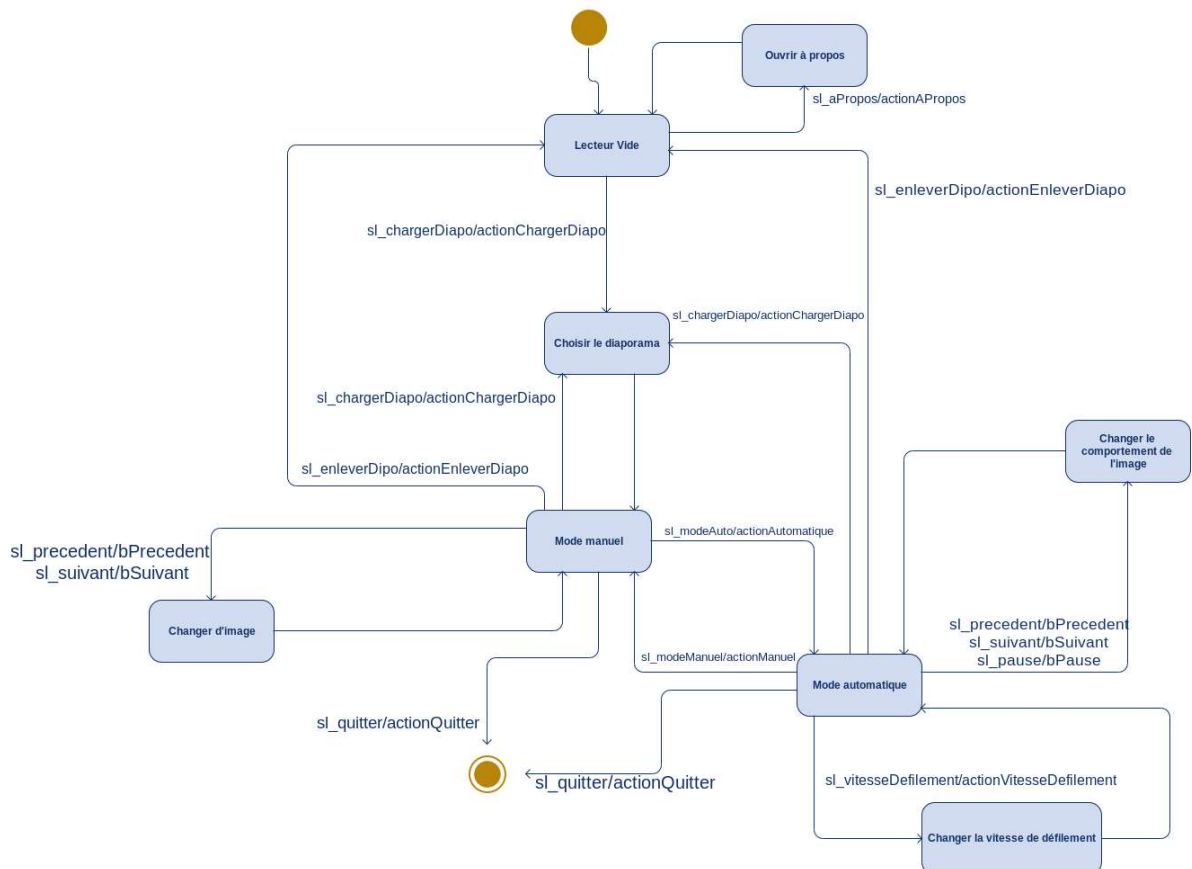 Ouvrir à propos
sl_aPropos/actionAPropos
Lecteur Vide
sl_enleverDipo/actionEnleverDiapo
sl_chargerDiapo/actionChargerDiapo
sl_chargerDiapo/actionChargerDiapo
Choisir le diaporama
sl_chargerDiapo/actionChargerDiapo
Changer le
comportement de
l'image
sl_enleverDipo/actionEnleverDiapo
sl_modeAuto/actionAutomatique
Mode manuel
sl_precedent/bPrecedent
sl_suivant/bSuivant
Changer d'image
sl_precedent/bPrecedent
sl_suivant/bSuivant
sl_pause/bPause
sl_modeManuel/actionManuel
Mode automatique
sl_quitter/actionQuitter
sl_quitter/actionQuitter
sl_vitesseDefilement/actionVitesseDefilement
Changer la vitesse de défilement